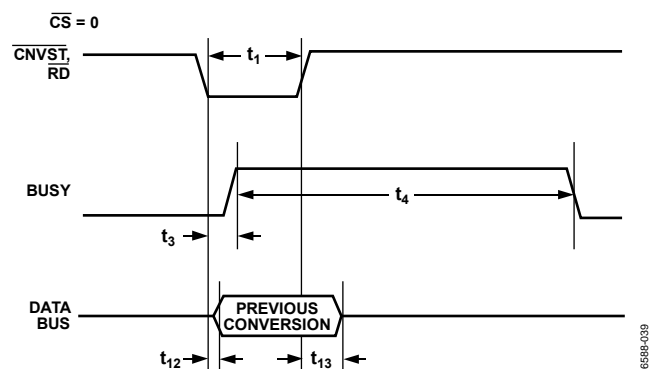 CS = 0
CNVST,
RD
t1
BUSY
t4
t3
DATA
BUS
PREVIOUS
CONVERSION
t12
t13
6588-039